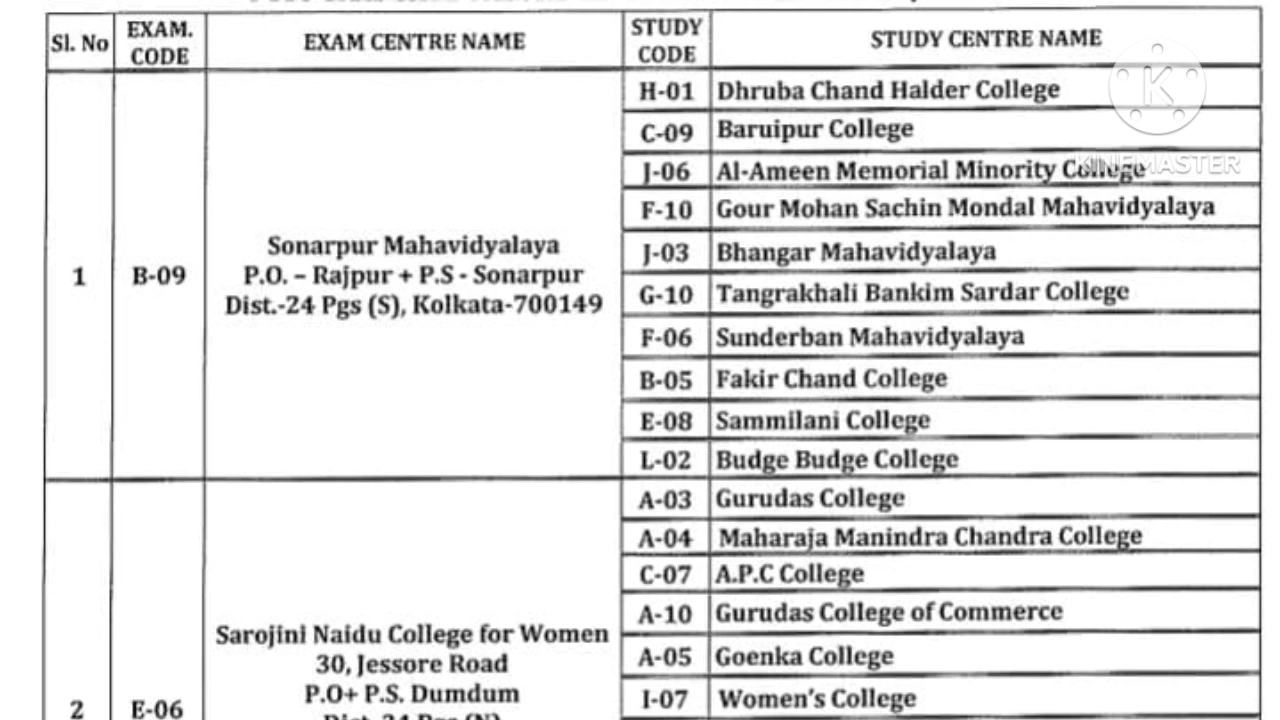 Sl. No
EXAM.
CODE
EXAM CENTRE NAME
STUDY
CODE
STUDY CENTRE NAME
1
B-09
Sonarpur Mahavidyalaya
P.O. – Rajpur + P.S - Sonarpur
Dist.-24 Pgs (S), Kolkata-700149
H-01 Dhruba Chand Halder College
C-09 Baruipur College
J-06 Al-Ameen Memorial Minority College
F-10 Gour Mohan Sachin Mondal Mahavidyalaya
J-03 Bhangar Mahavidyalaya
G-10 Tangrakhali Bankim Sardar College
F-06 Sunderban Mahavidyalaya
B-05 Fakir Chand College
E-08 Sammilani College
L-02 Budge Budge College
2
E-06
Sarojini Naidu College for Women
30, Jessore Road
P.O+ P.S. Dumdum
Dist. 24 Pgs (N)
A-03 Gurudas College
A-04 Maharaja Manindra Chandra College
C-07 A.P.C College
A-10 Gurudas College of Commerce
A-05 Goenka College
I-07 Women's College
K
KINEMASTER